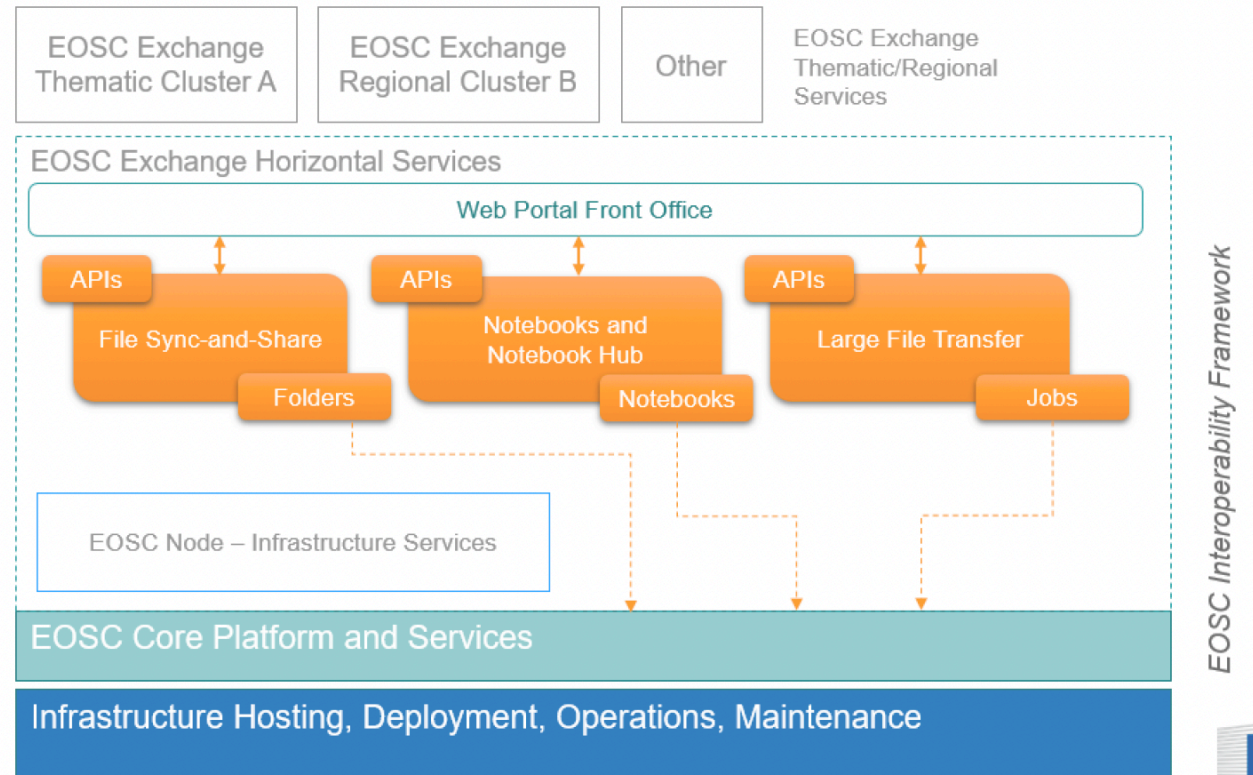 EOSC Exchange
Thematic Cluster A
EOSC Exchange
Regional Cluster B
Other
EOSC Exchange
Thematic/Regional
Services
EOSC Exchange Horizontal Services
Web Portal Front Office
APIs
File Sync-and-Share
Folders
APIs
Notebooks and
Notebook Hub
Notebooks
APIs
Large File Transfer
Jobs
EOSC Node – Infrastructure Services
EOSC Core Platform and Services
Infrastructure Hosting, Deployment, Operations, Maintenance
EOSC Interoperability Framework